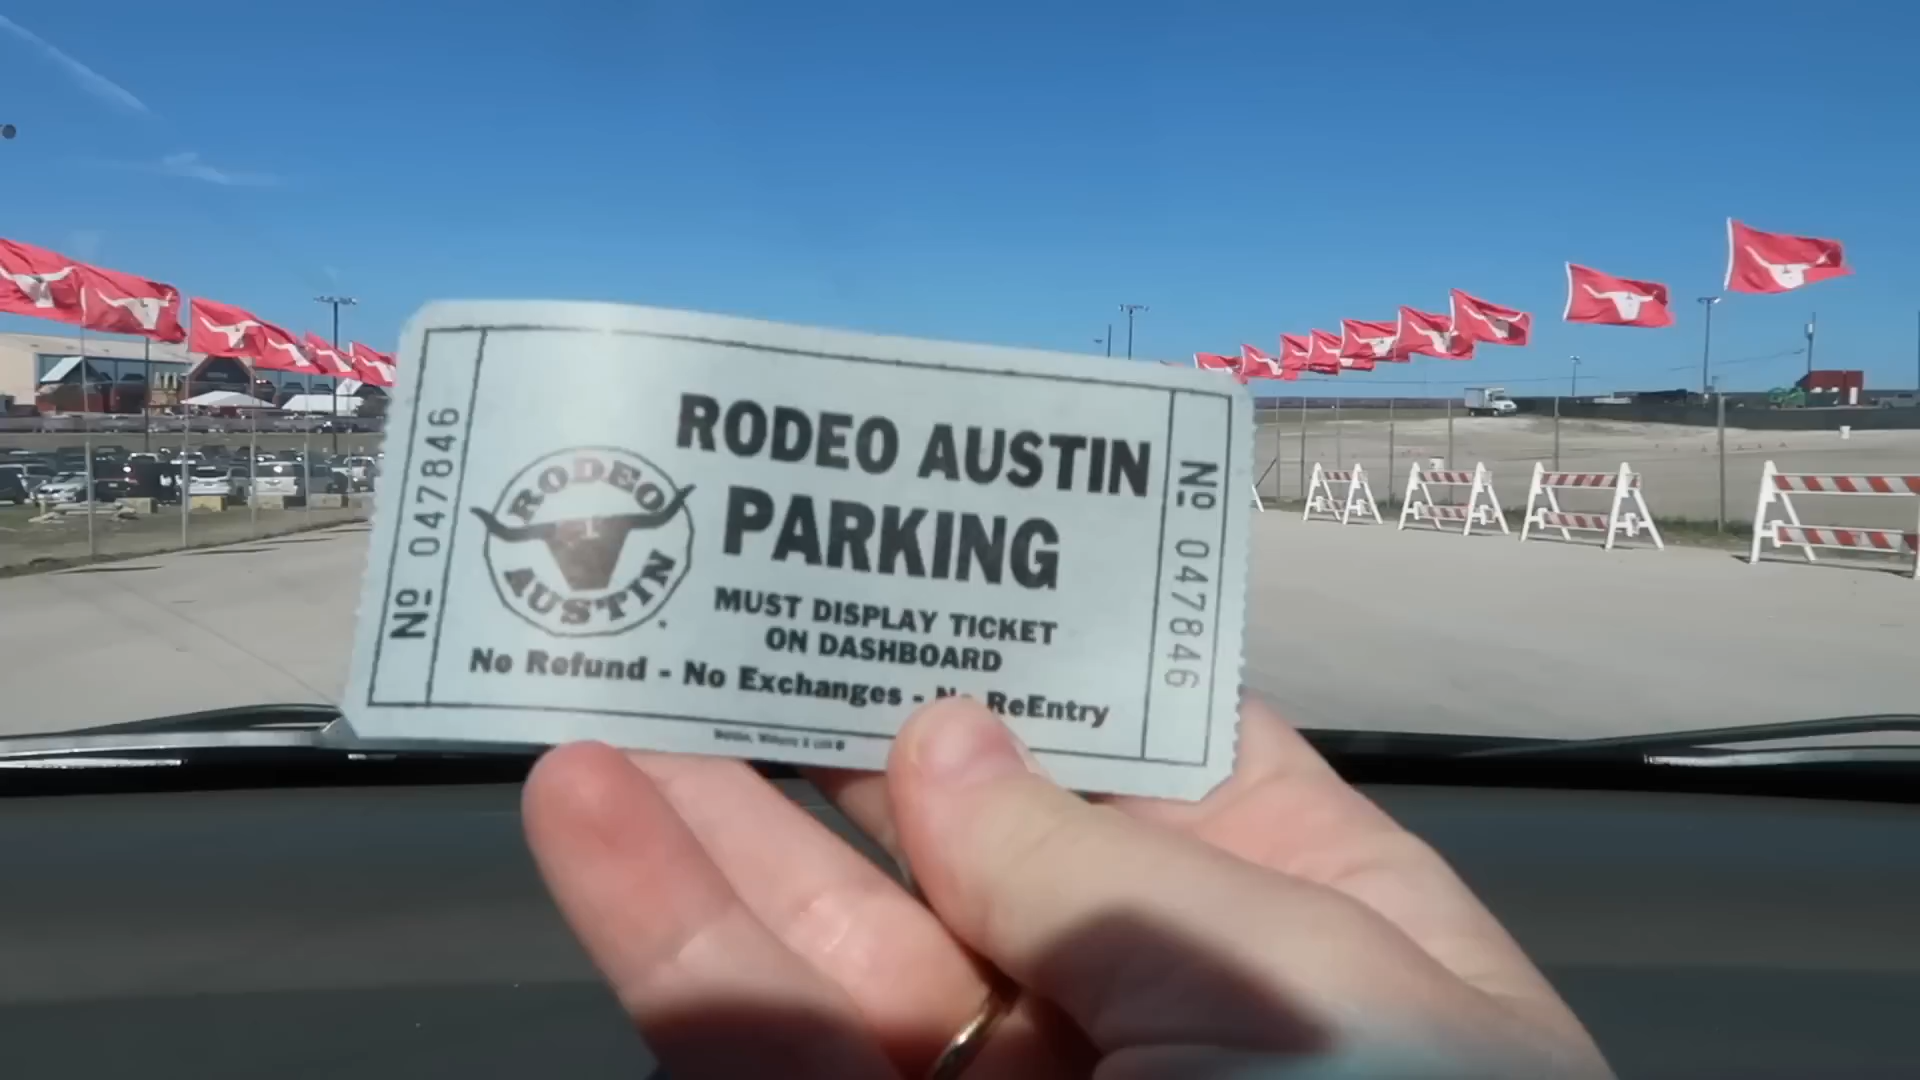 Nº 047846
RODEO AUSTIN
RODEO AUSTIN
PARKING
MUST DISPLAY TICKET
ON DASHBOARD
No Refund - No Exchanges - No ReEntry
Nº 047846